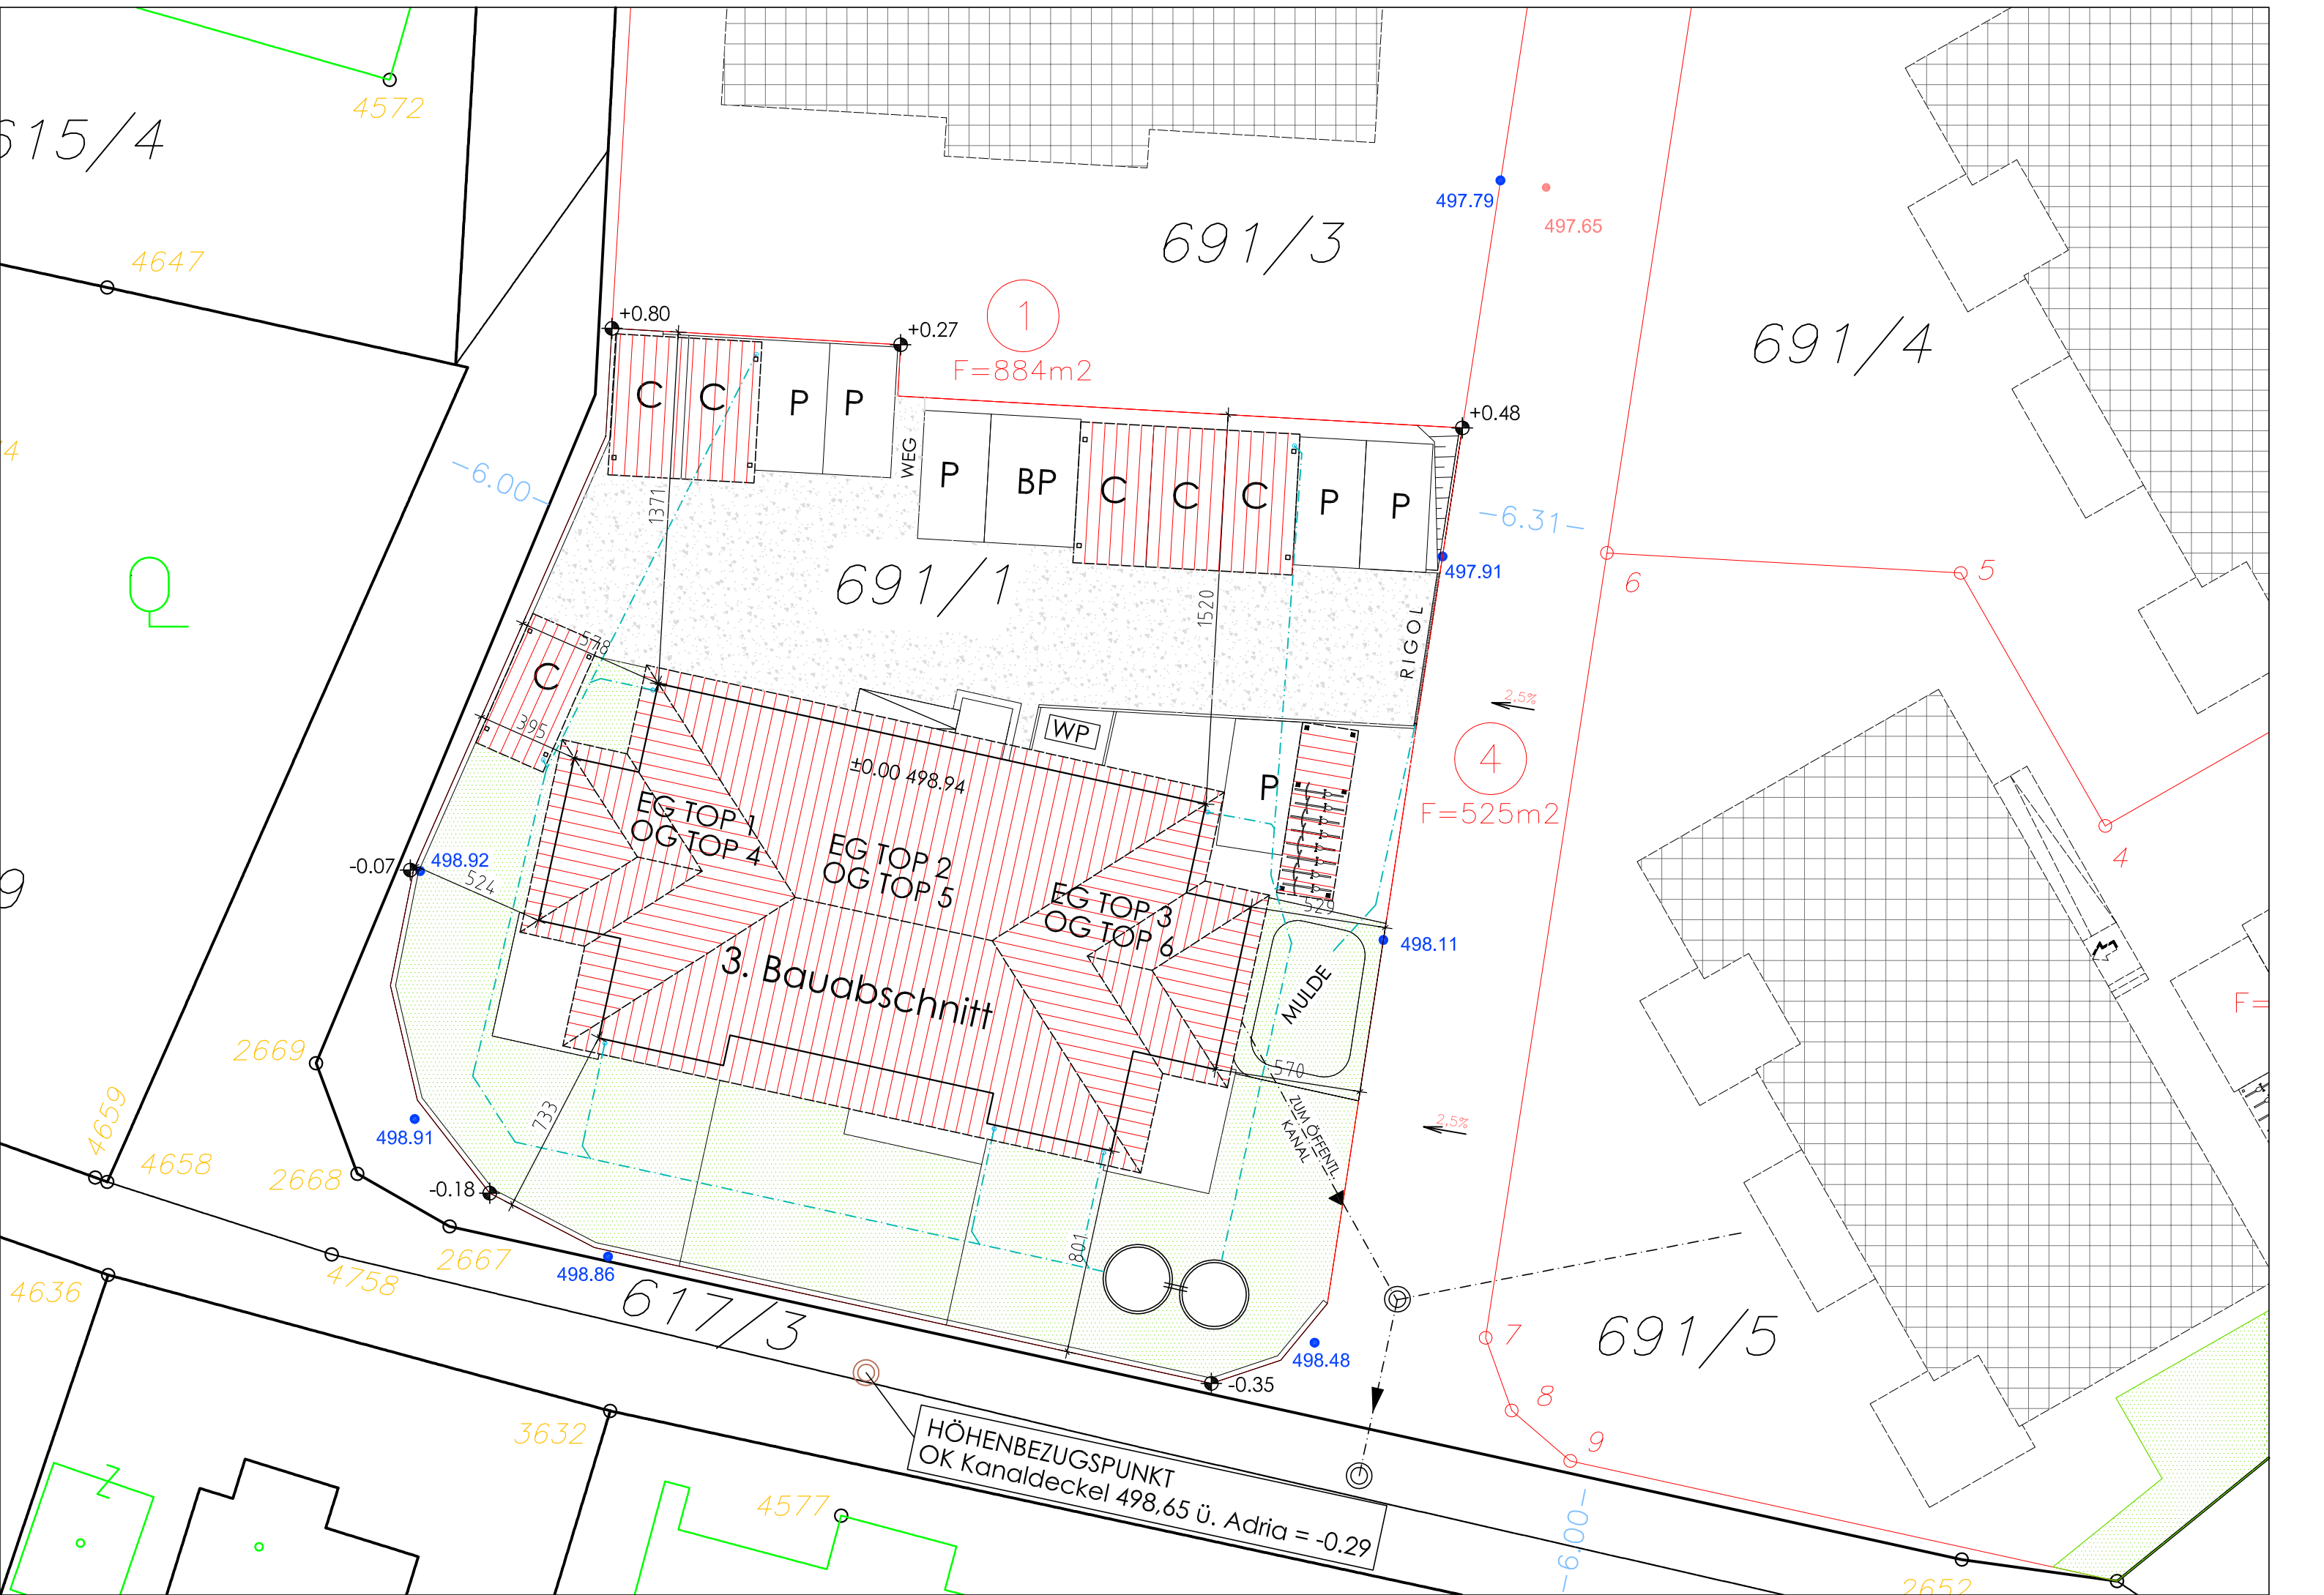 4572
615/4
497.79
497.65
691/3
4647
+0.80
+0.27
1
F=884m2
691/4
C
C
P
P
+0.48
WEG
P
BP
C
C
C
P
P
-6.00-
-6.31-
1371
497.91
5
6
691/1
1520
RIGOL
578
C
2.5%
395
WP
4
±0.00 498.94
P
F=525m2
EG TOP 1
OG TOP 4
4
-0.07
498.92
524
EG TOP 2
OG TOP 5
EG TOP 3
OG TOP 6
529
498.11
3. Bauabschnitt
MULDE
F=
9
2669
570
4659
498.91
733
ZUM ÖFFENTL.
KANAL
2.5%
4658
2668
-0.18
2667
801
498.86
4636
4758
617/3
498.48
7
691/5
-0.35
8
9
3632
HÖHENBEZUGSPUNKT
OK Kanaldeckel 498,65 ü. Adria = -0.29
4577
-6.00-
2652